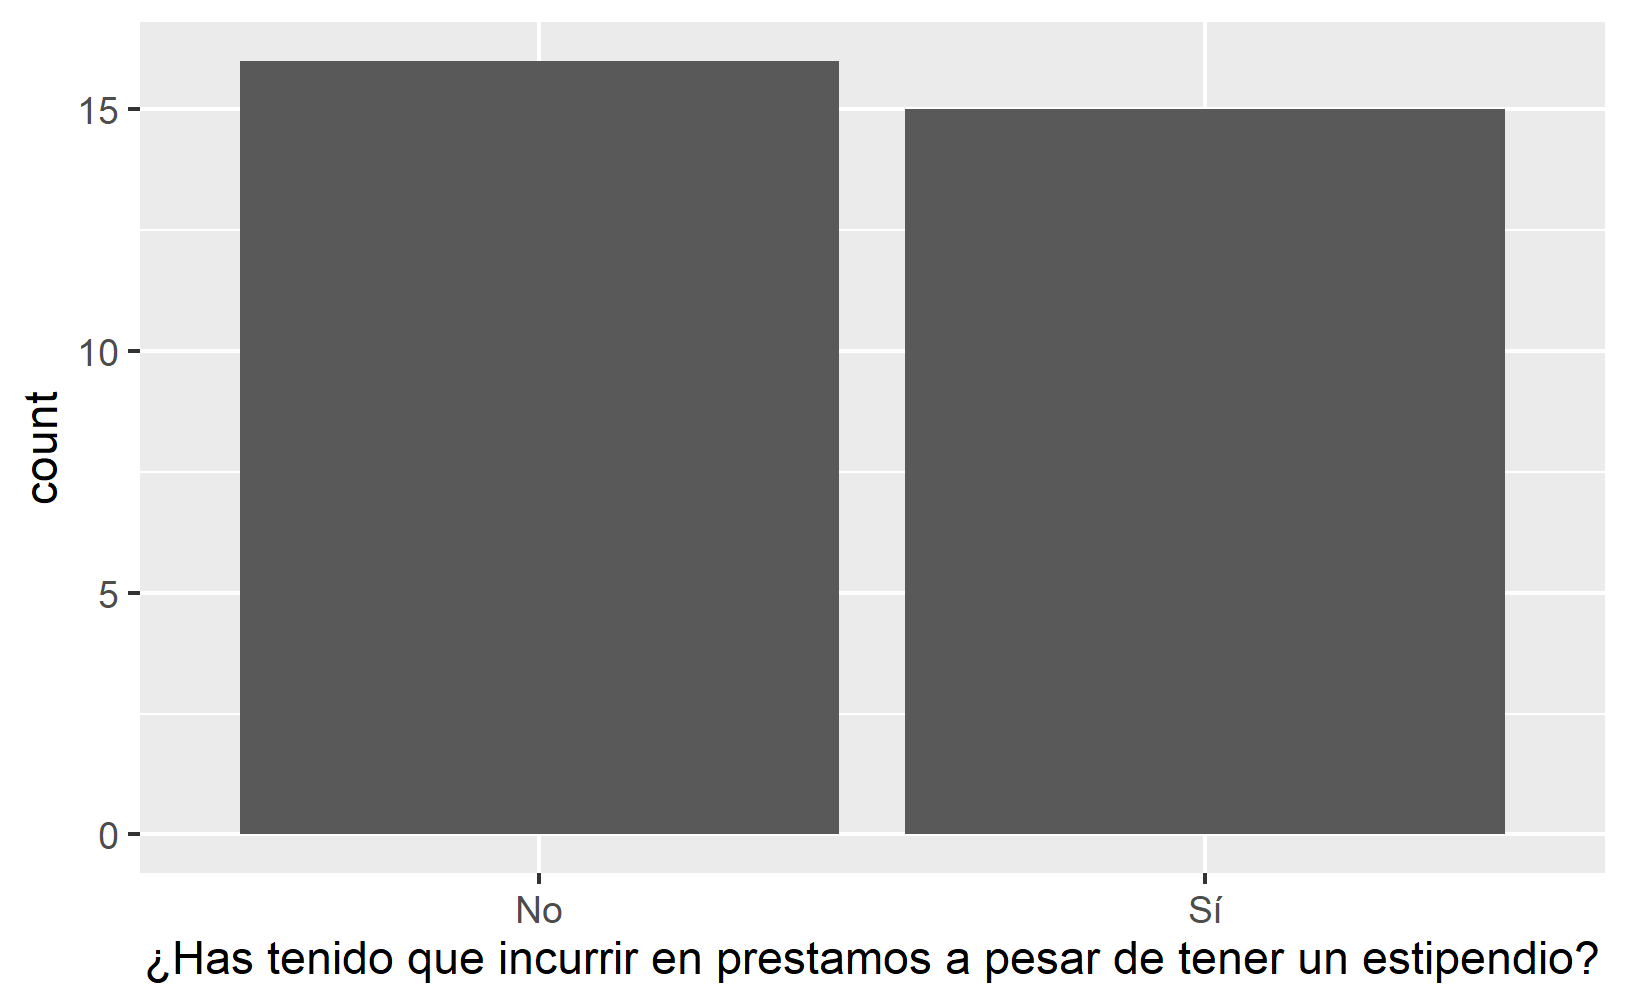 15
10
5
0
count
No
Sí
¿Has tenido que incurrir en prestamos a pesar de tener un estipendio?